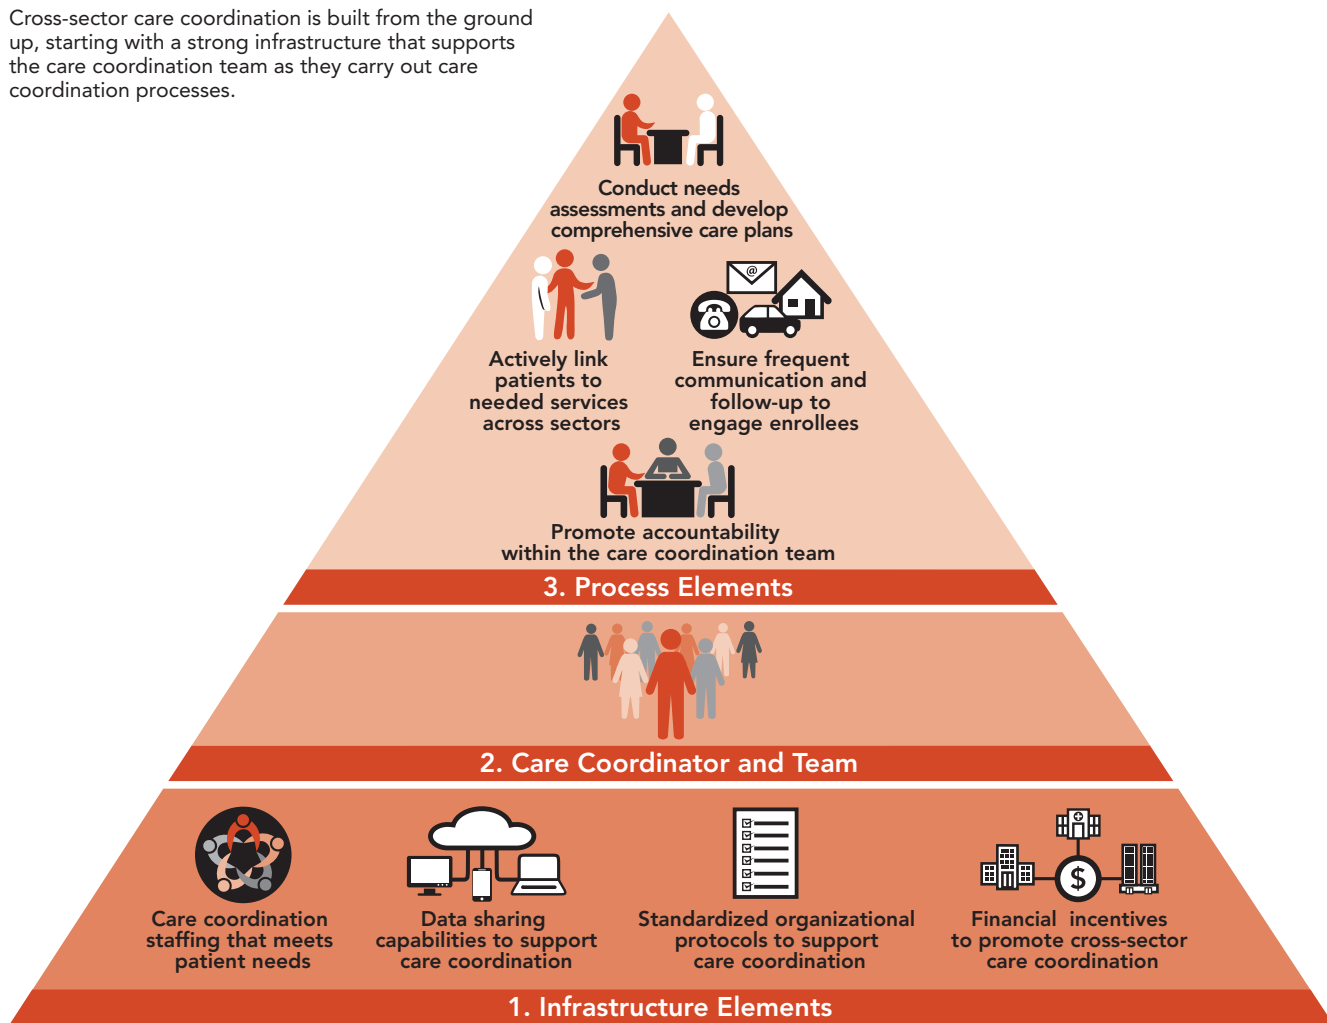 Cross-sector care coordination is built from the ground
up, starting with a strong infrastructure that supports
the care coordination team as they carry out care
coordination processes.
Conduct needs
assessments and develop
comprehensive care plans
@
Actively link
patients to
needed services
across sectors
Ensure frequent
communication and
follow-up to
engage enrollees
Promote accountability
within the care coordination team
3. Process Elements
2. Care Coordinator and Team
$
Care coordination
staffing that meets
patient needs
Data sharing
capabilities to support
care coordination
Standardized organizational
protocols to support
care coordination
Financial incentives
to promote cross-sector
care coordination
1. Infrastructure Elements